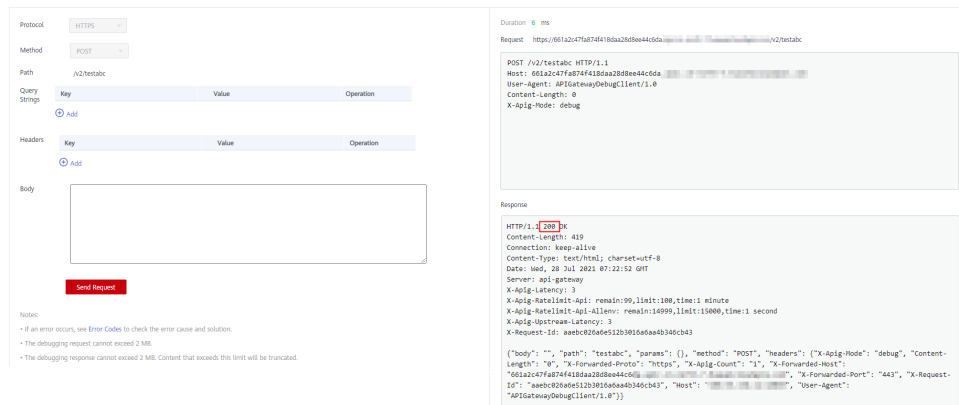 Protocol
HTTPS
Method
POST
Path
/v2/testabc
Query Strings
Key Value Operation
Add
Headers
Key Value Operation
Add
Body
Send Request
Notes:
• If an error occurs, see Error Codes to check the error cause and solution.
• The debugging request cannot exceed 2 MB.
• The debugging response cannot exceed 2 MB. Content that exceeds this limit will be truncated.
Duration 6 ms
Request https://661a2c47fa874f418daa28d8ee44c6da /v2/testabc
POST /v2/testabc HTTP/1.1
Host: 661a2c47fa874f418daa28d8ee44c6da
User-Agent: APIGatewayDebugClient/1.0
Content-Length: 0
X-Apig-Mode: debug
Response
HTTP/1.1 200 OK
Content-Length: 419
Connection: keep-alive
Content-Type: text/html; charset=utf-8
Date: Wed, 28 Jul 2021 07:22:52 GMT
Server: api-gateway
X-Apig-Latency: 3
X-Apig-Ratelimit-Api: remain:99,limit:100,time:1 minute
X-Apig-Ratelimit-Api-Allenv: remain:14999,limit:15000,time:1 second
X-Apig-Upstream-Latency: 3
X-Request-Id: aaebc026a6e512b3016a6aa4b346cb43
{"body": "", "path": "testabc", "params": {}, "method": "POST", "headers": {"X-Apig-Mode": "debug", "Content-
Length": "0", "X-Forwarded-Proto": "https", "X-Apig-Count": "1", "X-Forwarded-Host":
"661a2c47fa874f418daa28d8ee44c6 ", "X-Forwarded-Port": "443", "X-Request-
Id": "aaebc026a6e512b3016a6aa4b346cb43", "Host": " ", "User-Agent":
"APIGatewayDebugClient/1.0"}}